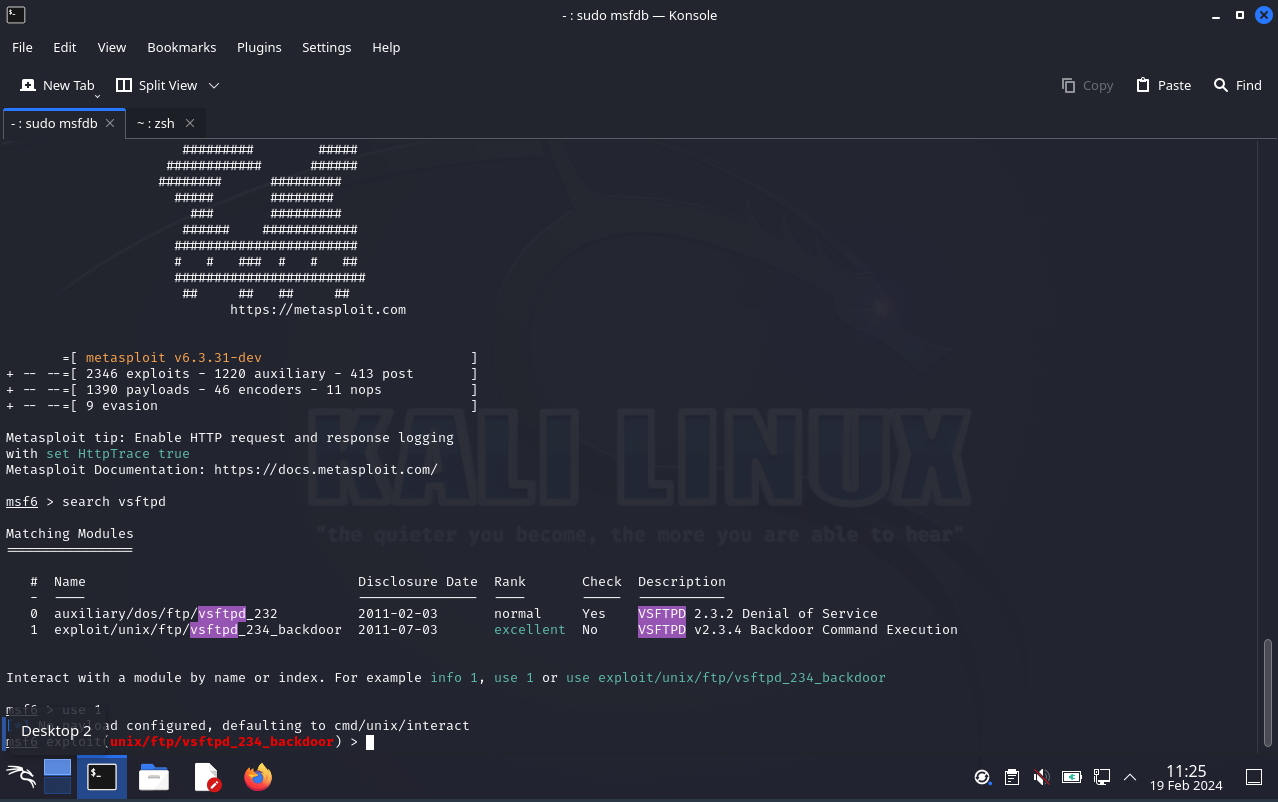 - : sudo msfdb — Konsole
File Edit View Bookmarks Plugins Settings Help
New Tab Split View Copy Paste Find
- : sudo msfdb ~ : zsh
######### #####
############ ######
######## #########
##### ########
### #########
###### ############
#######################
# # ### # # ##
########################
## ## ## ##
https://metasploit.com
=[ metasploit v6.3.31-dev ]
+ -- --=[ 2346 exploits - 1220 auxiliary - 413 post ]
+ -- --=[ 1390 payloads - 46 encoders - 11 nops ]
+ -- --=[ 9 evasion ]
Metasploit tip: Enable HTTP request and response logging
with set HttpTrace true
Metasploit Documentation: https://docs.metasploit.com/
KALI LINUX
"the quieter you become, the more you are able to hear"
msf6 > search vsftpd
Matching Modules
================
# Name Disclosure Date Rank Check Description
- ---- --------------- ---- ----- -----------
0 auxiliary/dos/ftp/vsftpd_232 2011-02-03 normal Yes VSFTPD 2.3.2 Denial of Service
1 exploit/unix/ftp/vsftpd_234_backdoor 2011-07-03 excellent No VSFTPD v2.3.4 Backdoor Command Execution
Interact with a module by name or index. For example info 1, use 1 or use exploit/unix/ftp/vsftpd_234_backdoor
msf6 > use 1
[*] No payload configured, defaulting to cmd/unix/interact
Desktop 2
msf6 exploit(unix/ftp/vsftpd_234_backdoor) >
11:25
19 Feb 2024